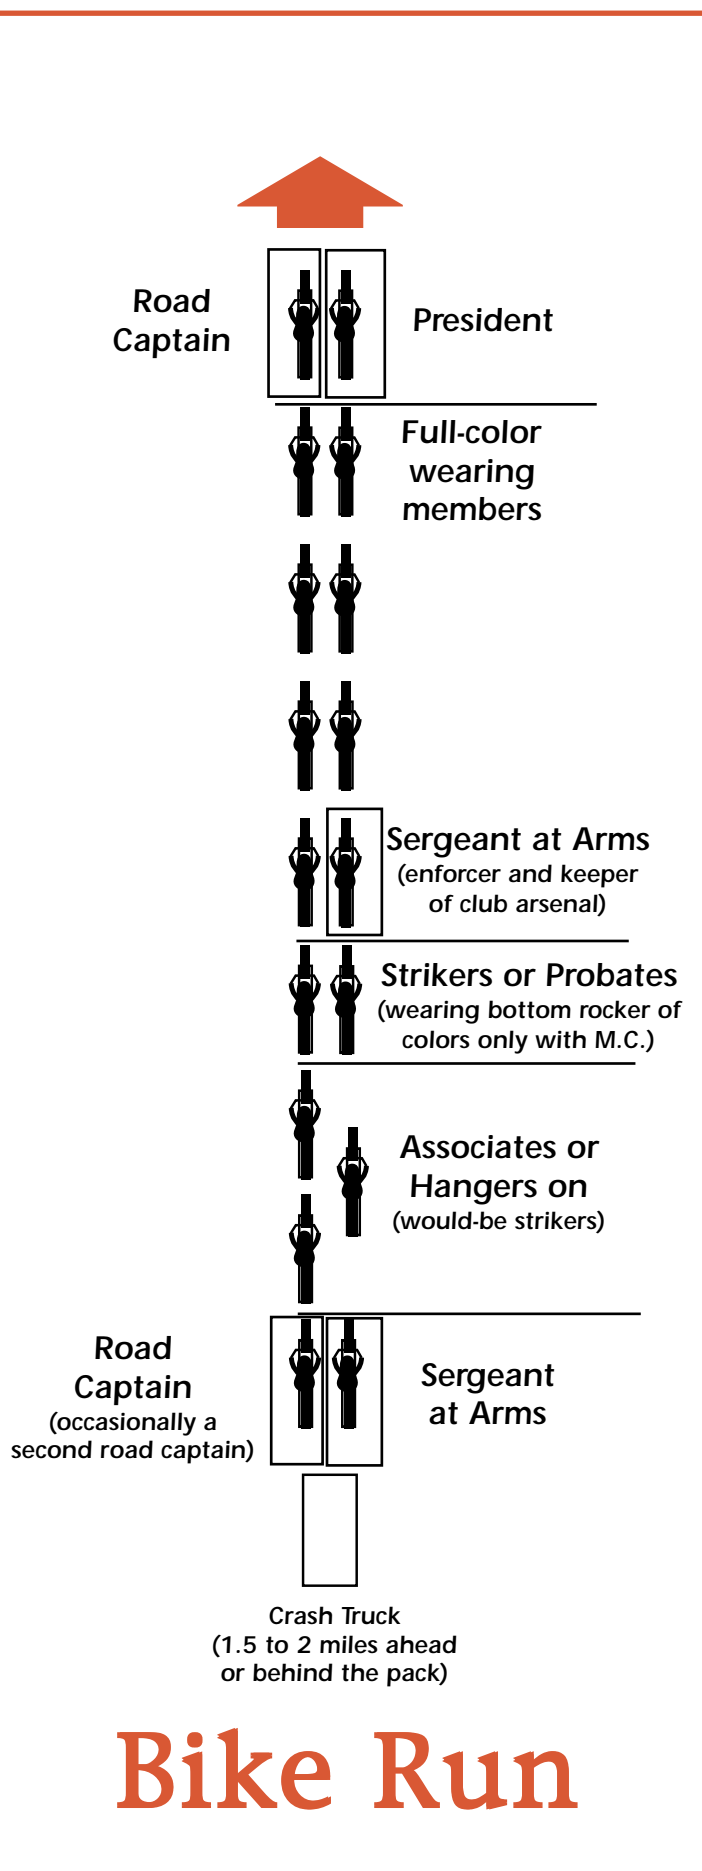 Road
Captain
President
Full-color
wearing
members
Sergeant at Arms
(enforcer and keeper
of club arsenal)
Strikers or Probates
(wearing bottom rocker of
colors only with M.C.)
Associates or
Hangers on
(would-be strikers)
Road
Captain
(occasionally a
second road captain)
Sergeant
at Arms
Crash Truck
(1.5 to 2 miles ahead
or behind the pack)
Bike Run